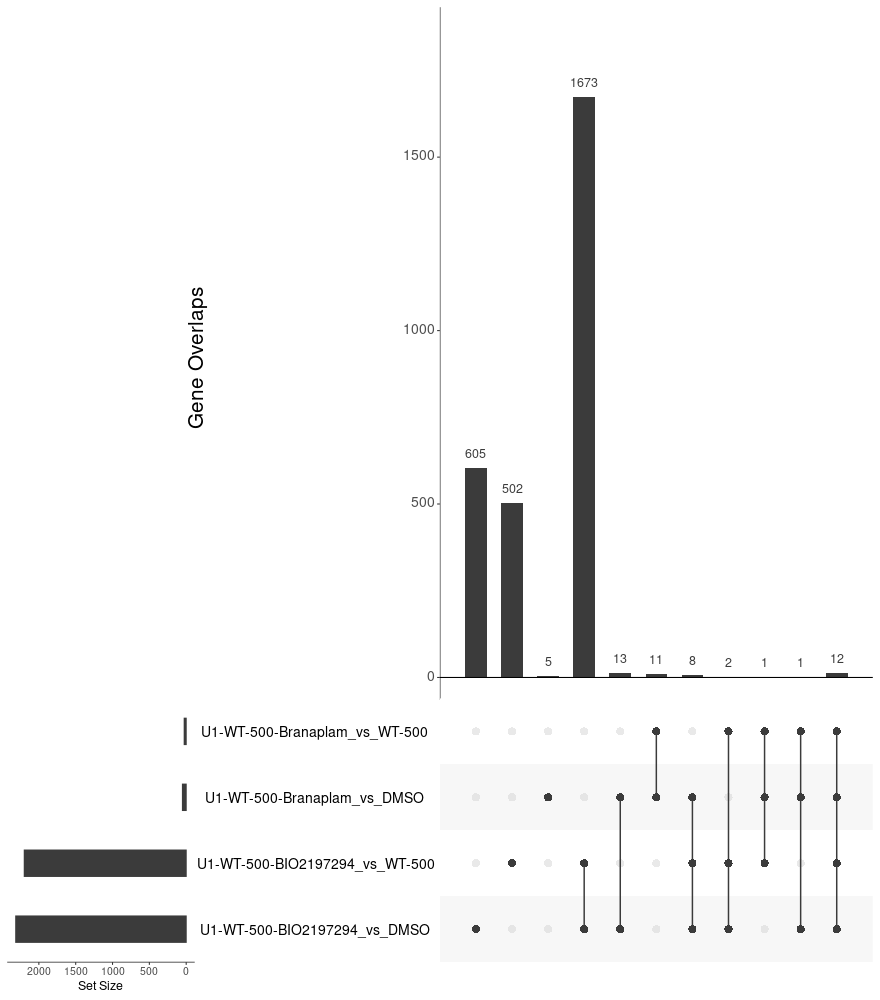 1673
1500
1000
Gene Overlaps
605
502
500
5
13
11
8
2
1
1
12
0
U1-WT-500-Branaplam_vs_WT-500
U1-WT-500-Branaplam_vs_DMSO
U1-WT-500-BIO2197294_vs_WT-500
U1-WT-500-BIO2197294_vs_DMSO
2000 1500 1000 500 0
Set Size